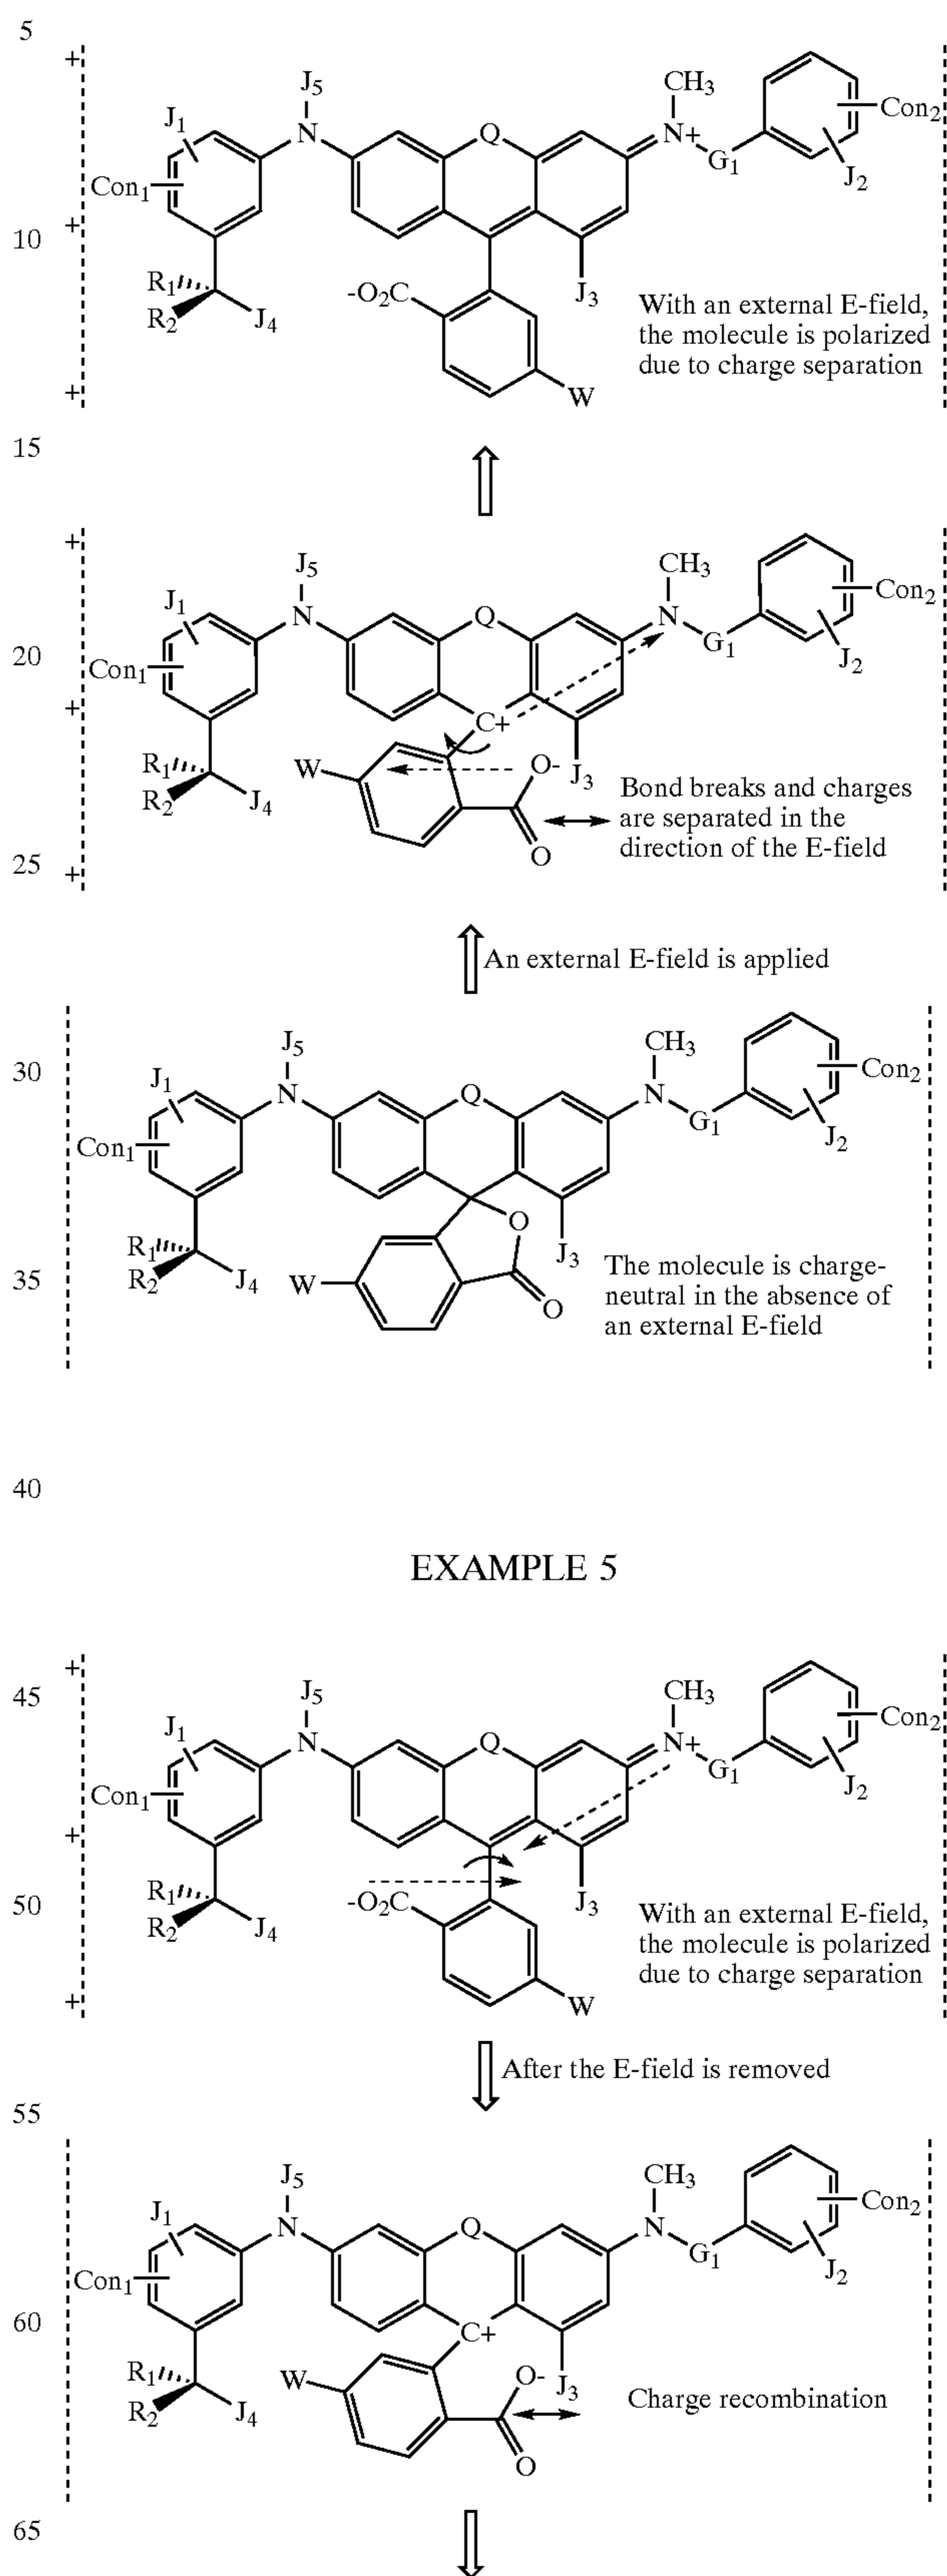 5
+
J5
CH3
J1
N
Q
N+
G1
Con2
J2
Con1
10
+
R1
R2
J4
-O2C
J3
With an external E-field,
the molecule is polarized
due to charge separation
+
W
15
+
J5
CH3
J1
N
Q
N
G1
Con2
J2
20
Con1
+
C+
R1
R2
J4
W
O-
J3
O
Bond breaks and charges
are separated in the
direction of the E-field
25
+
An external E-field is applied
30
J5
CH3
J1
N
Q
N
G1
Con2
J2
Con1
R1
R2
J4
O
J3
35
W
O
The molecule is charge-
neutral in the absence of
an external E-field
40
EXAMPLE 5
+
45
J5
CH3
J1
N
Q
N+
G1
Con2
J2
Con1
+
50
R1
R2
J4
-O2C
J3
With an external E-field,
the molecule is polarized
due to charge separation
+
W
After the E-field is removed
55
J5
CH3
J1
N
Q
N
G1
Con2
J2
Con1
60
C+
R1
R2
J4
W
O-
J3
O
Charge recombination
65